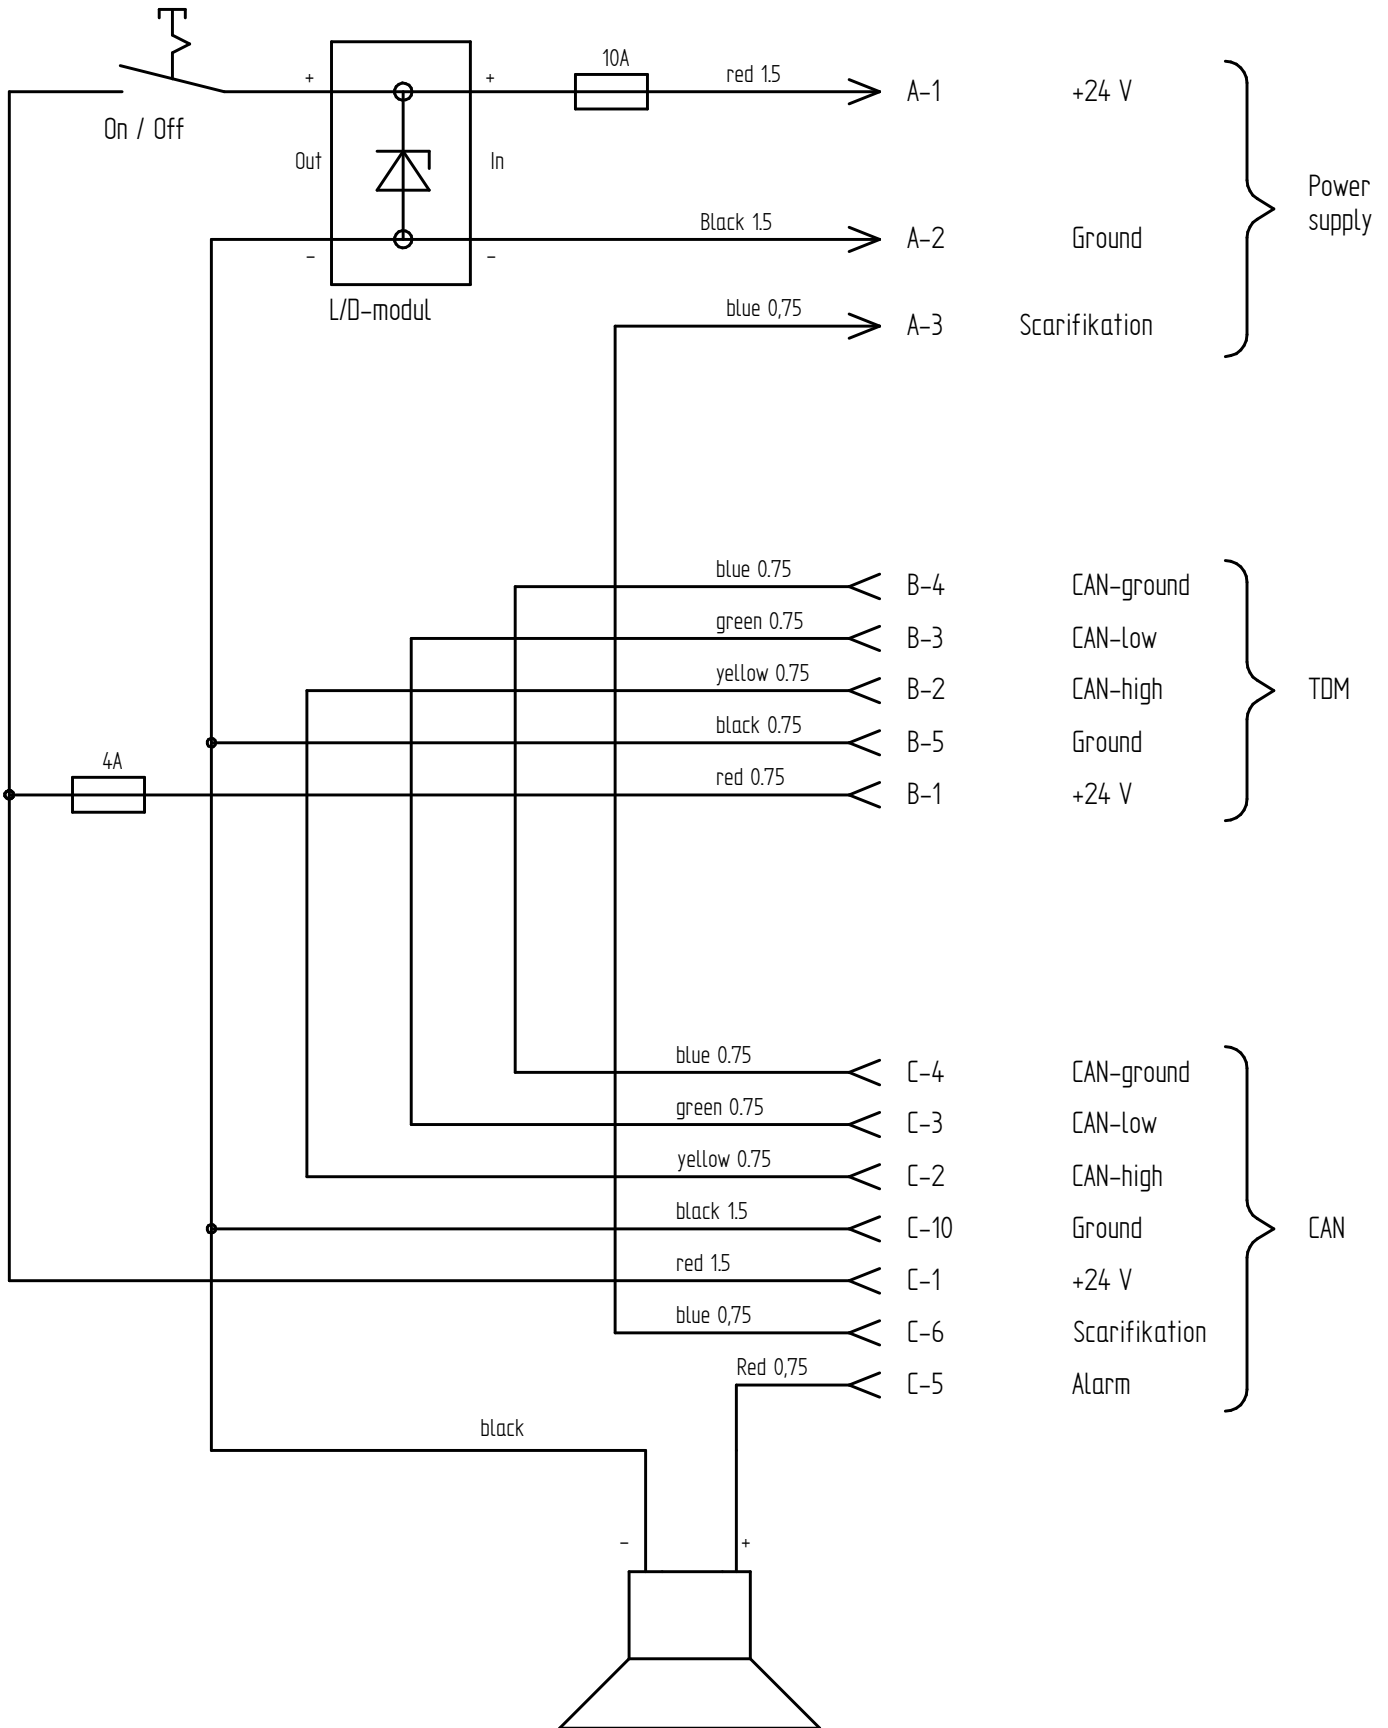 10A
red 1.5
A-1 +24 V
+ +
On / Off
Out In
Power
supply
Black 1.5
A-2 Ground
- -
L/D-modul
blue 0,75
A-3 Scarifikation
blue 0.75
B-4 CAN-ground
green 0.75
B-3 CAN-low
yellow 0.75
B-2 CAN-high
TDM
black 0.75
B-5 Ground
4A
red 0.75
B-1 +24 V
blue 0.75
C-4 CAN-ground
green 0.75
C-3 CAN-low
yellow 0.75
C-2 CAN-high
black 1.5
C-10 Ground
CAN
red 1.5
C-1 +24 V
blue 0,75
C-6 Scarifikation
Red 0,75
C-5 Alarm
black
- +